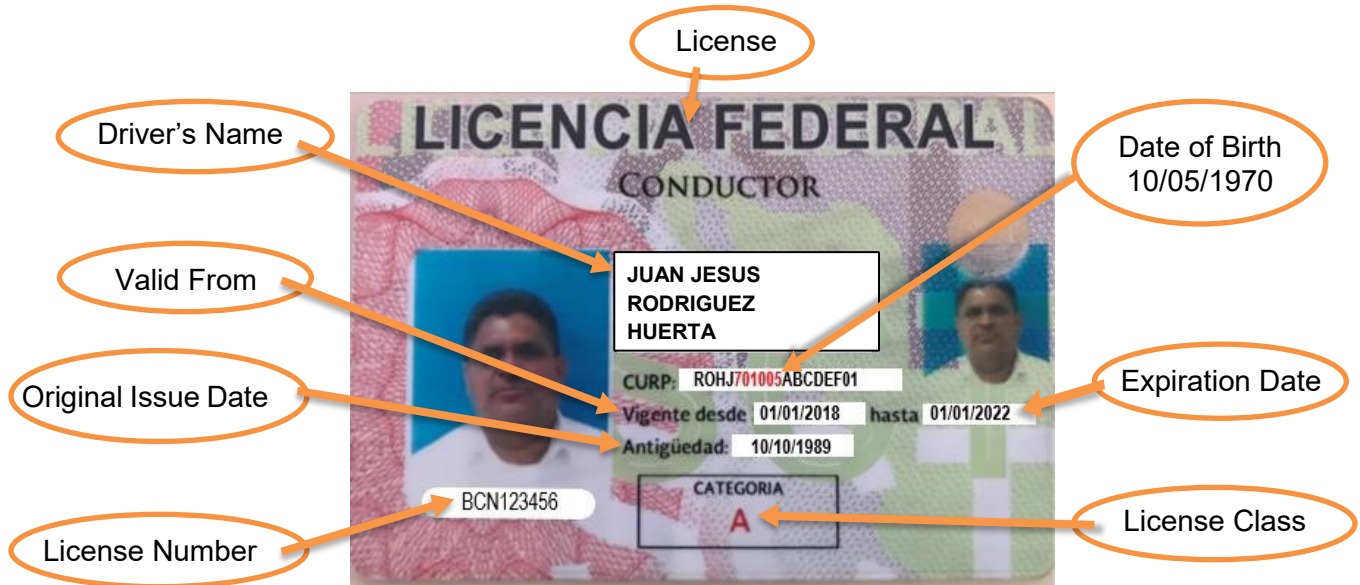 License
LICENCIA FEDERAL
Driver's Name
Date of Birth
10/05/1970
CONDUCTOR
Valid From
JUAN JESUS
RODRIGUEZ
HUERTA
CURP: ROHJ701005ABCDEF01
Expiration Date
Original Issue Date
Vigente desde 01/01/2018 hasta 01/01/2022
Antigüedad: 10/10/1989
CATEGORIA
A
BCN123456
License Class
License Number